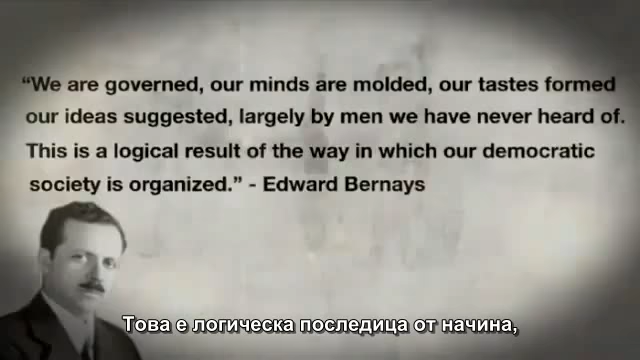 “We are governed, our minds are molded, our tastes formed
our ideas suggested, largely by men we have never heard of.
This is a logical result of the way in which our democratic
society is organized.” - Edward Bernays
Това е логическа последица от начина,